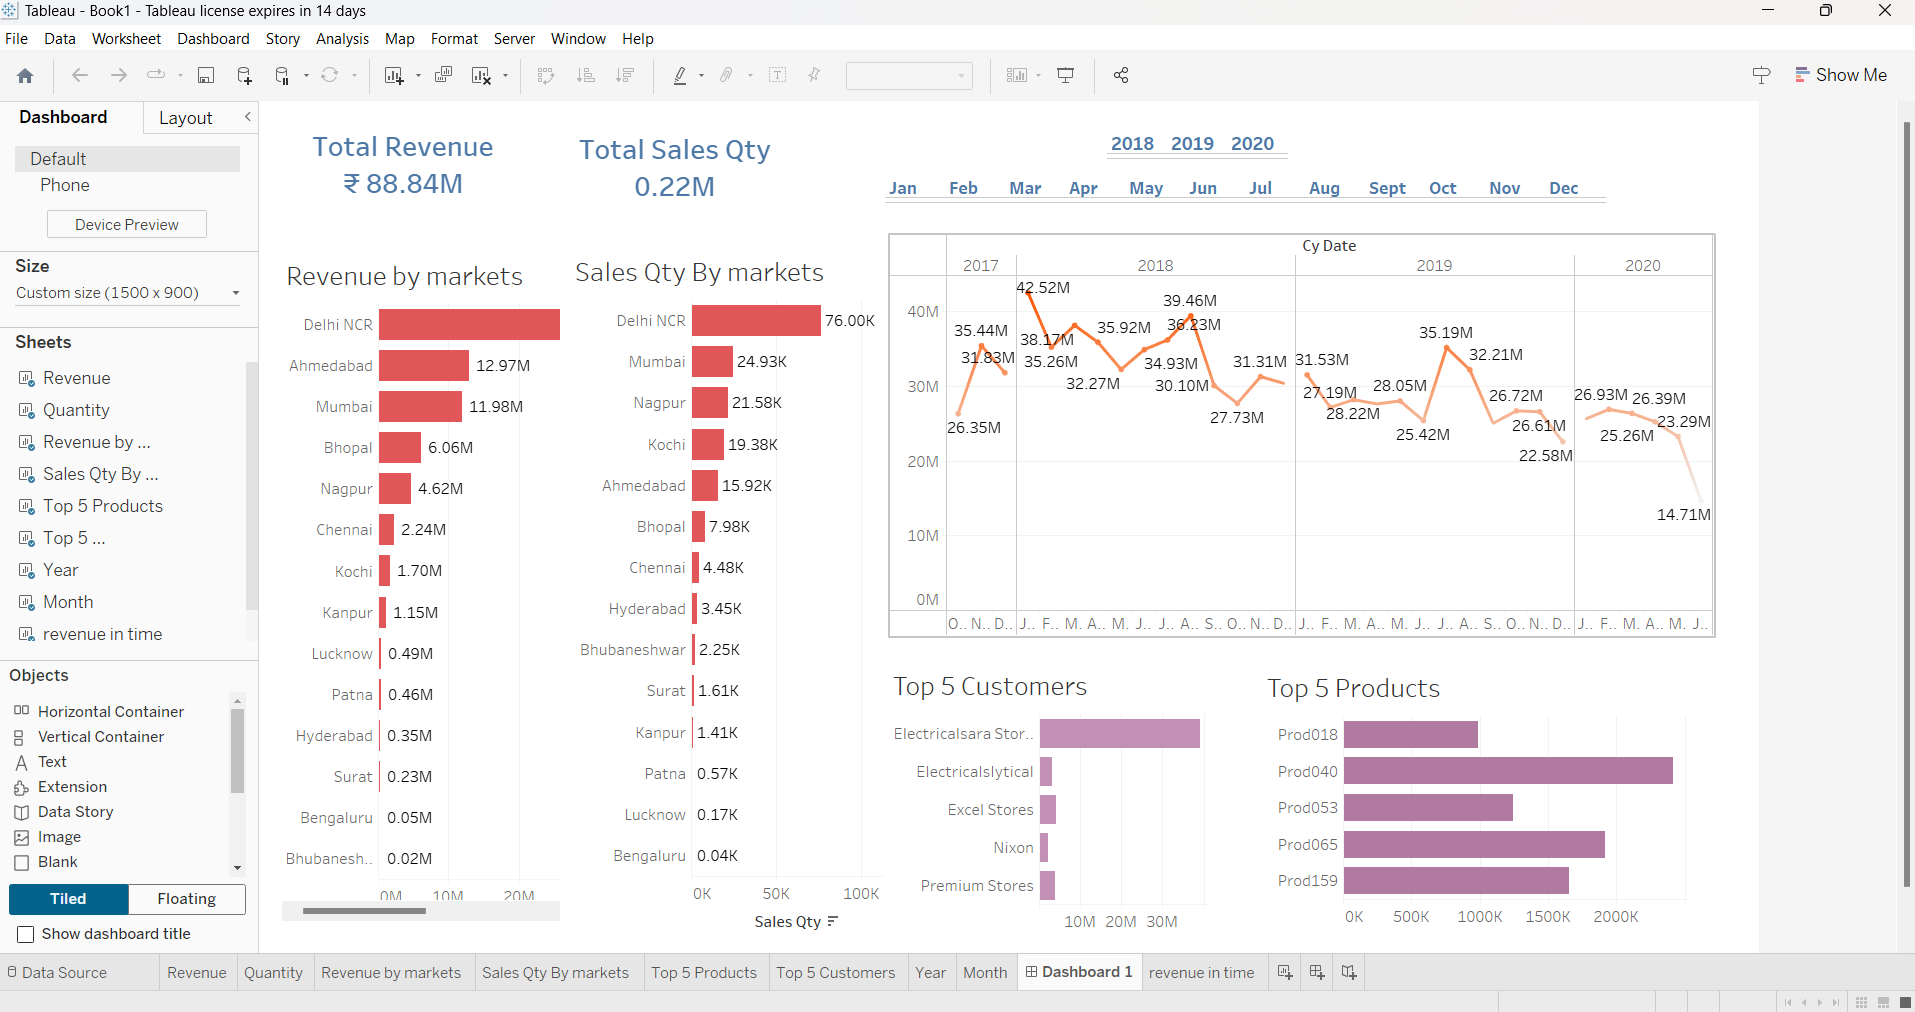 Tableau - Book1 - Tableau license expires in 14 days
File Data Worksheet Dashboard Story Analysis Map Format Server Window Help
Show Me
Dashboard Layout
Default
Phone
Device Preview
Size
Custom size (1500 x 900)
Sheets
Revenue
Quantity
Revenue by ...
Sales Qty By ...
Top 5 Products
Top 5 ...
Year
Month
revenue in time
Objects
Horizontal Container
Vertical Container
Text
Extension
Data Story
Image
Blank
Tiled Floating
Show dashboard title
Total Revenue
₹ 88.84M
Total Sales Qty
0.22M
2018 2019 2020
Jan Feb Mar Apr May Jun Jul Aug Sept Oct Nov Dec
Revenue by markets
Delhi NCR
Ahmedabad 12.97M
Mumbai 11.98M
Bhopal 6.06M
Nagpur 4.62M
Chennai 2.24M
Kochi 1.70M
Kanpur 1.15M
Lucknow 0.49M
Patna 0.46M
Hyderabad 0.35M
Surat 0.23M
Bengaluru 0.05M
Bhubanesh.. 0.02M
0M 10M 20M
Sales Qty By markets
Delhi NCR 76.00K
Mumbai 24.93K
Nagpur 21.58K
Kochi 19.38K
Ahmedabad 15.92K
Bhopal 7.98K
Chennai 4.48K
Hyderabad 3.45K
Bhubaneshwar 2.25K
Surat 1.61K
Kanpur 1.41K
Patna 0.57K
Lucknow 0.17K
Bengaluru 0.04K
0K 50K 100K
Sales Qty
Cy Date
2017 2018 2019 2020
40M
30M
20M
10M
0M
26.35M 35.44M 31.83M
42.52M 35.26M 38.17M 35.92M 32.27M 34.93M 36.23M 39.46M 30.10M 27.73M 31.31M
31.53M 27.19M 28.22M 28.05M 25.42M 35.19M 32.21M 26.72M 26.61M 22.58M
26.93M 26.39M 25.26M 23.29M 14.71M
O.. N.. D.. J.. F.. M. A.. M. J.. J.. A.. S.. O.. N.. D.. J.. F.. M. A.. M. J.. J.. A.. S.. O.. N.. D.. J.. F.. M. A.. M. J..
Top 5 Customers
Electricalsara Stor..
Electricalslytical
Excel Stores
Nixon
Premium Stores
10M 20M 30M
Top 5 Products
Prod018
Prod040
Prod053
Prod065
Prod159
0K 500K 1000K 1500K 2000K
Data Source Revenue Quantity Revenue by markets Sales Qty By markets Top 5 Products Top 5 Customers Year Month Dashboard 1 revenue in time